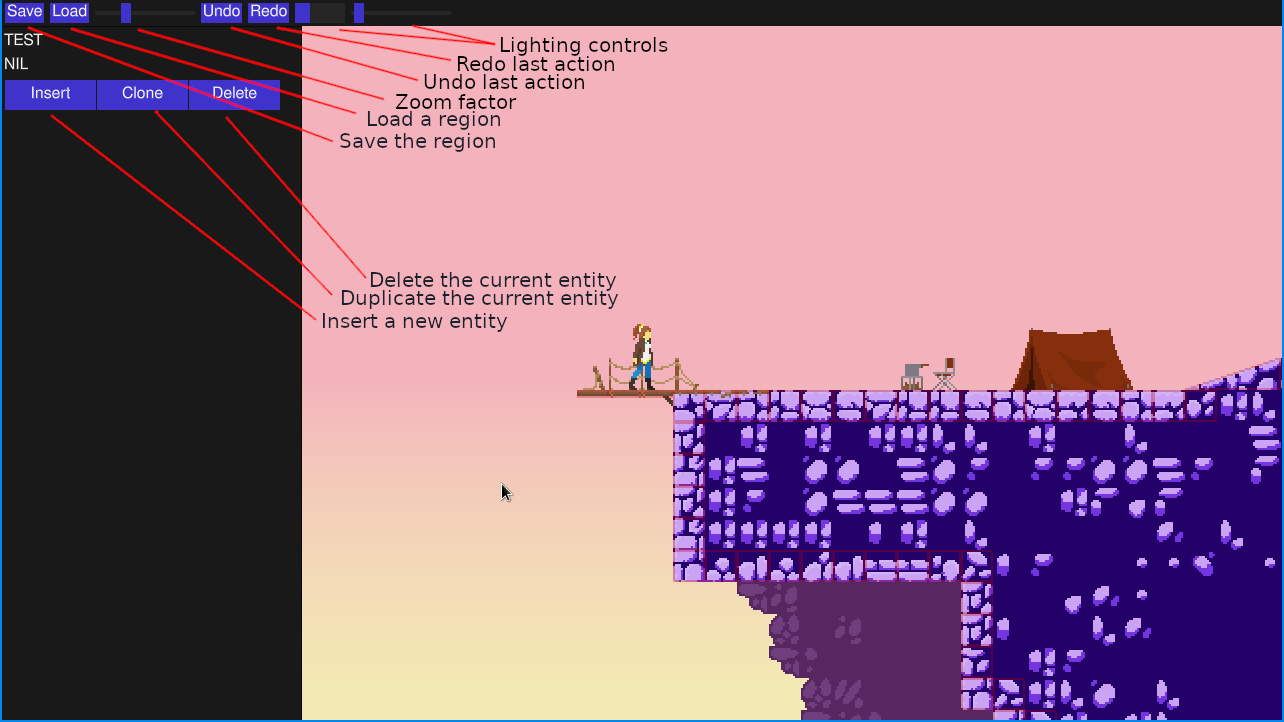 Save Load Undo Redo
TEST
NIL
Insert Clone Delete
Lighting controls
Redo last action
Undo last action
Zoom factor
Load a region
Save the region
Delete the current entity
Duplicate the current entity
Insert a new entity